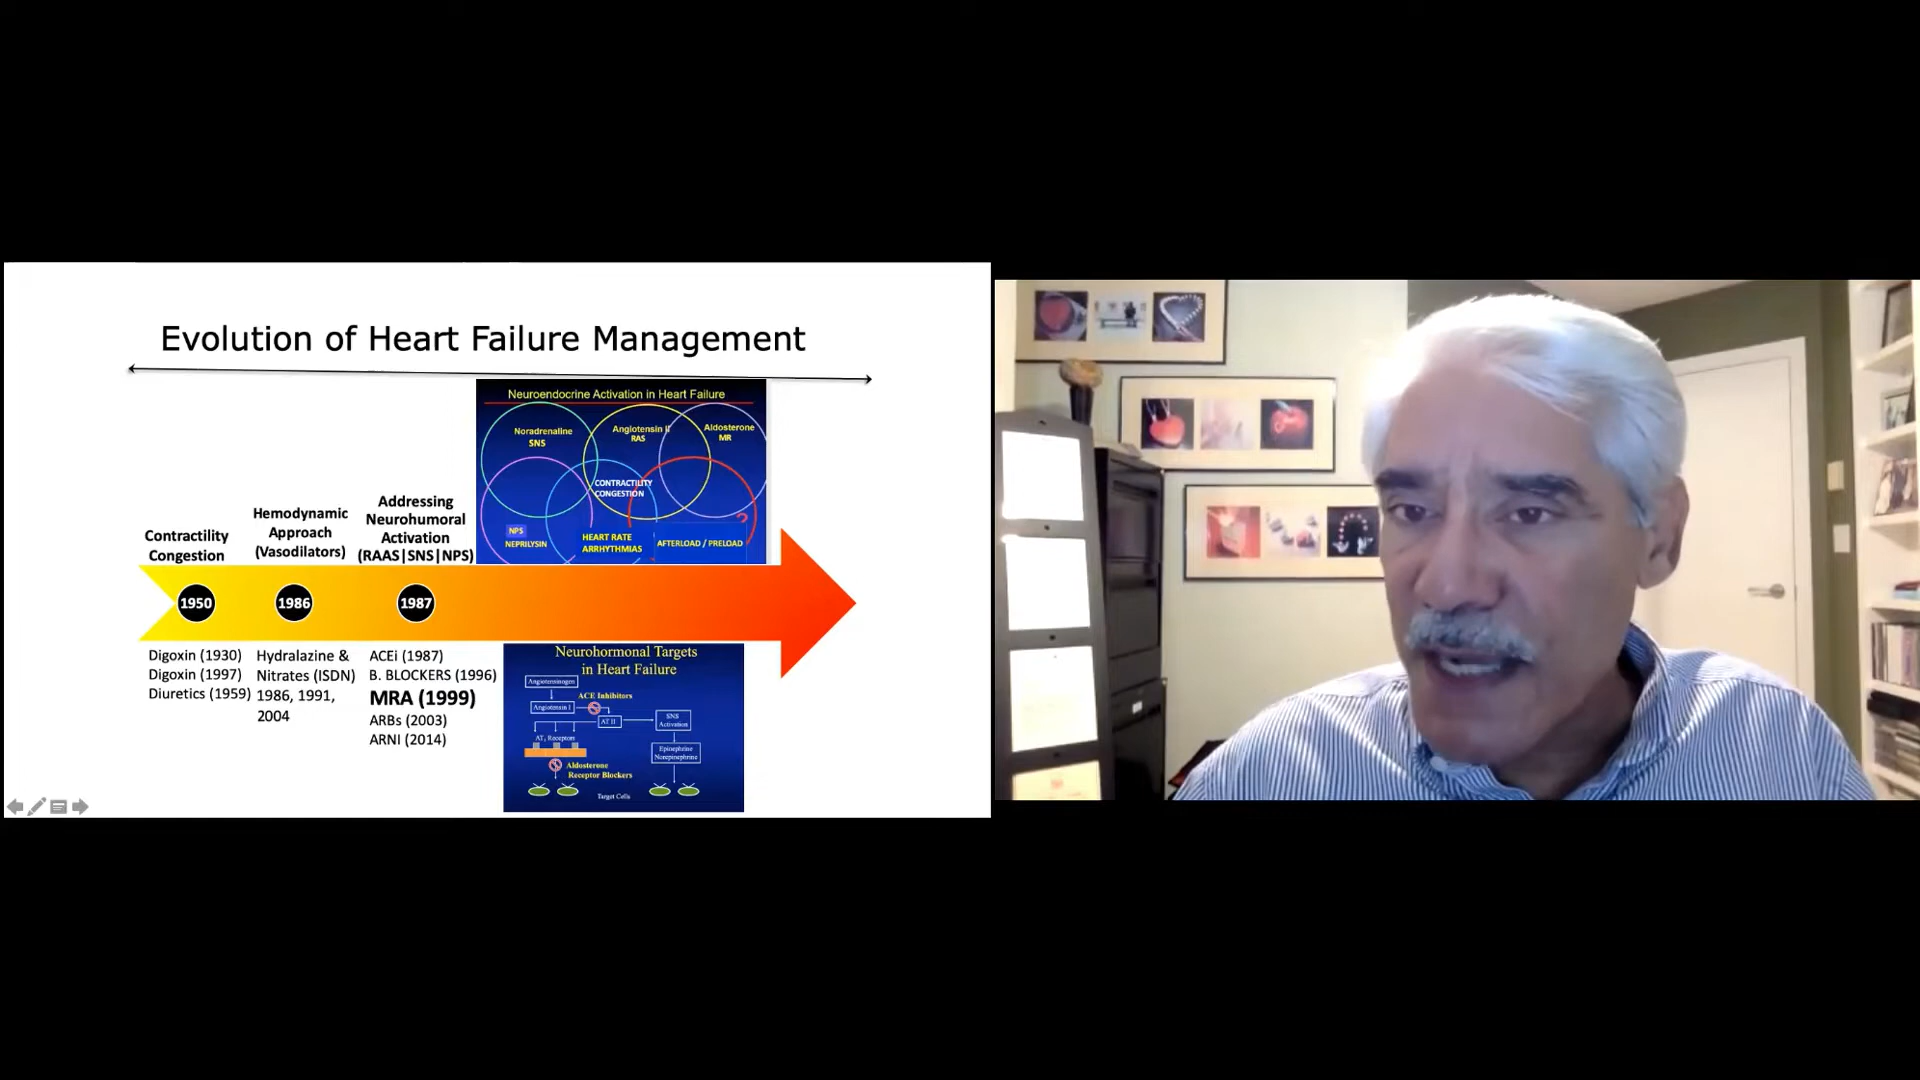 Evolution of Heart Failure Management
Neuroendocrine Activation in Heart Failure
Noradrenaline
SNS
Angiotensin II
RAS
Aldosterone
MR
CONTRACTILITY
CONGESTION
?
NPS
NEPRILYSIN
HEART RATE
ARRHYTHMIAS
AFTERLOAD / PRELOAD
Contractility
Congestion
Hemodynamic
Approach
(Vasodilators)
Addressing
Neurohumoral
Activation
(RAAS|SNS|NPS)
1950
1986
1987
Digoxin (1930)
Digoxin (1997)
Diuretics (1959)
Hydralazine &
Nitrates (ISDN)
1986, 1991,
2004
ACEi (1987)
B. BLOCKERS (1996)
MRA (1999)
ARBs (2003)
ARNI (2014)
Neurohormonal Targets
in Heart Failure
Angiotensinogen
ACE Inhibitors
Angiotensin I
AT II
SNS
Activation
AT1 Receptors
Epinephrine
Norepinephrine
Aldosterone
Receptor Blockers
Target Cells